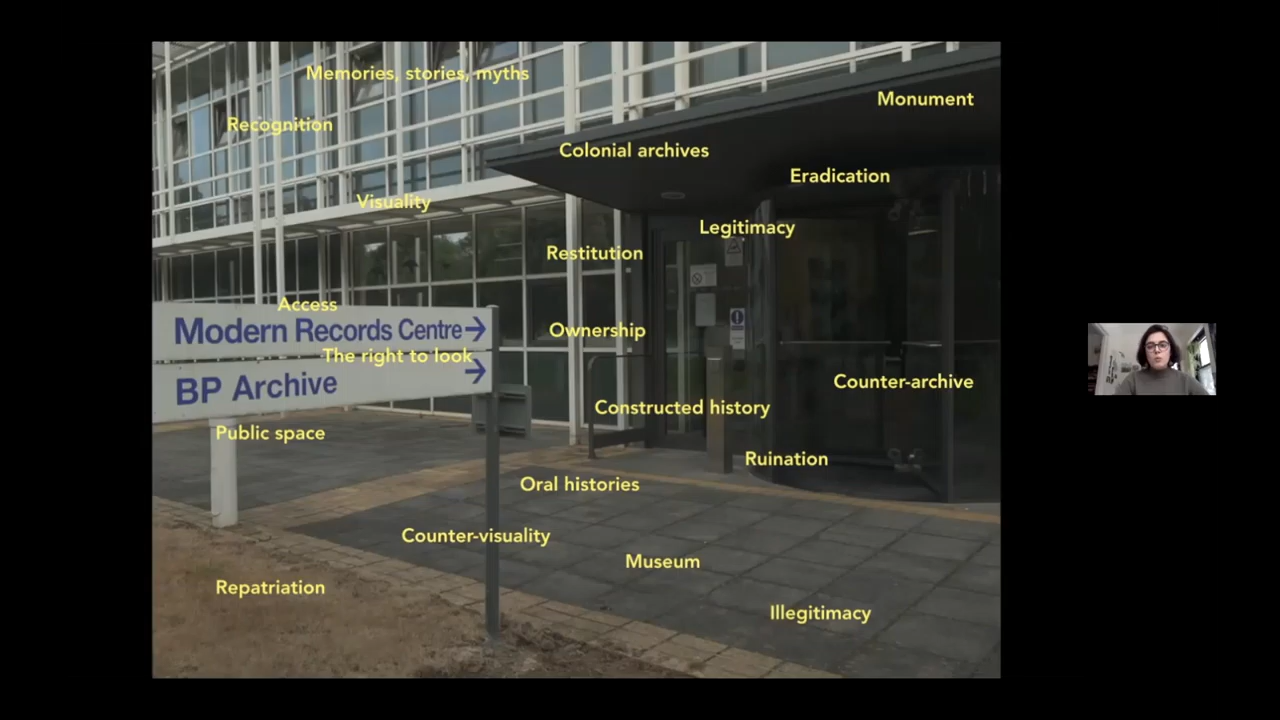 Memories, stories, myths
Monument
Recognition
Colonial archives
Eradication
Visuality
Legitimacy
Restitution
Access
Modern Records Centre
Ownership
The right to look
BP Archive
Counter-archive
Constructed history
Public space
Ruination
Oral histories
Counter-visuality
Museum
Repatriation
Illegitimacy